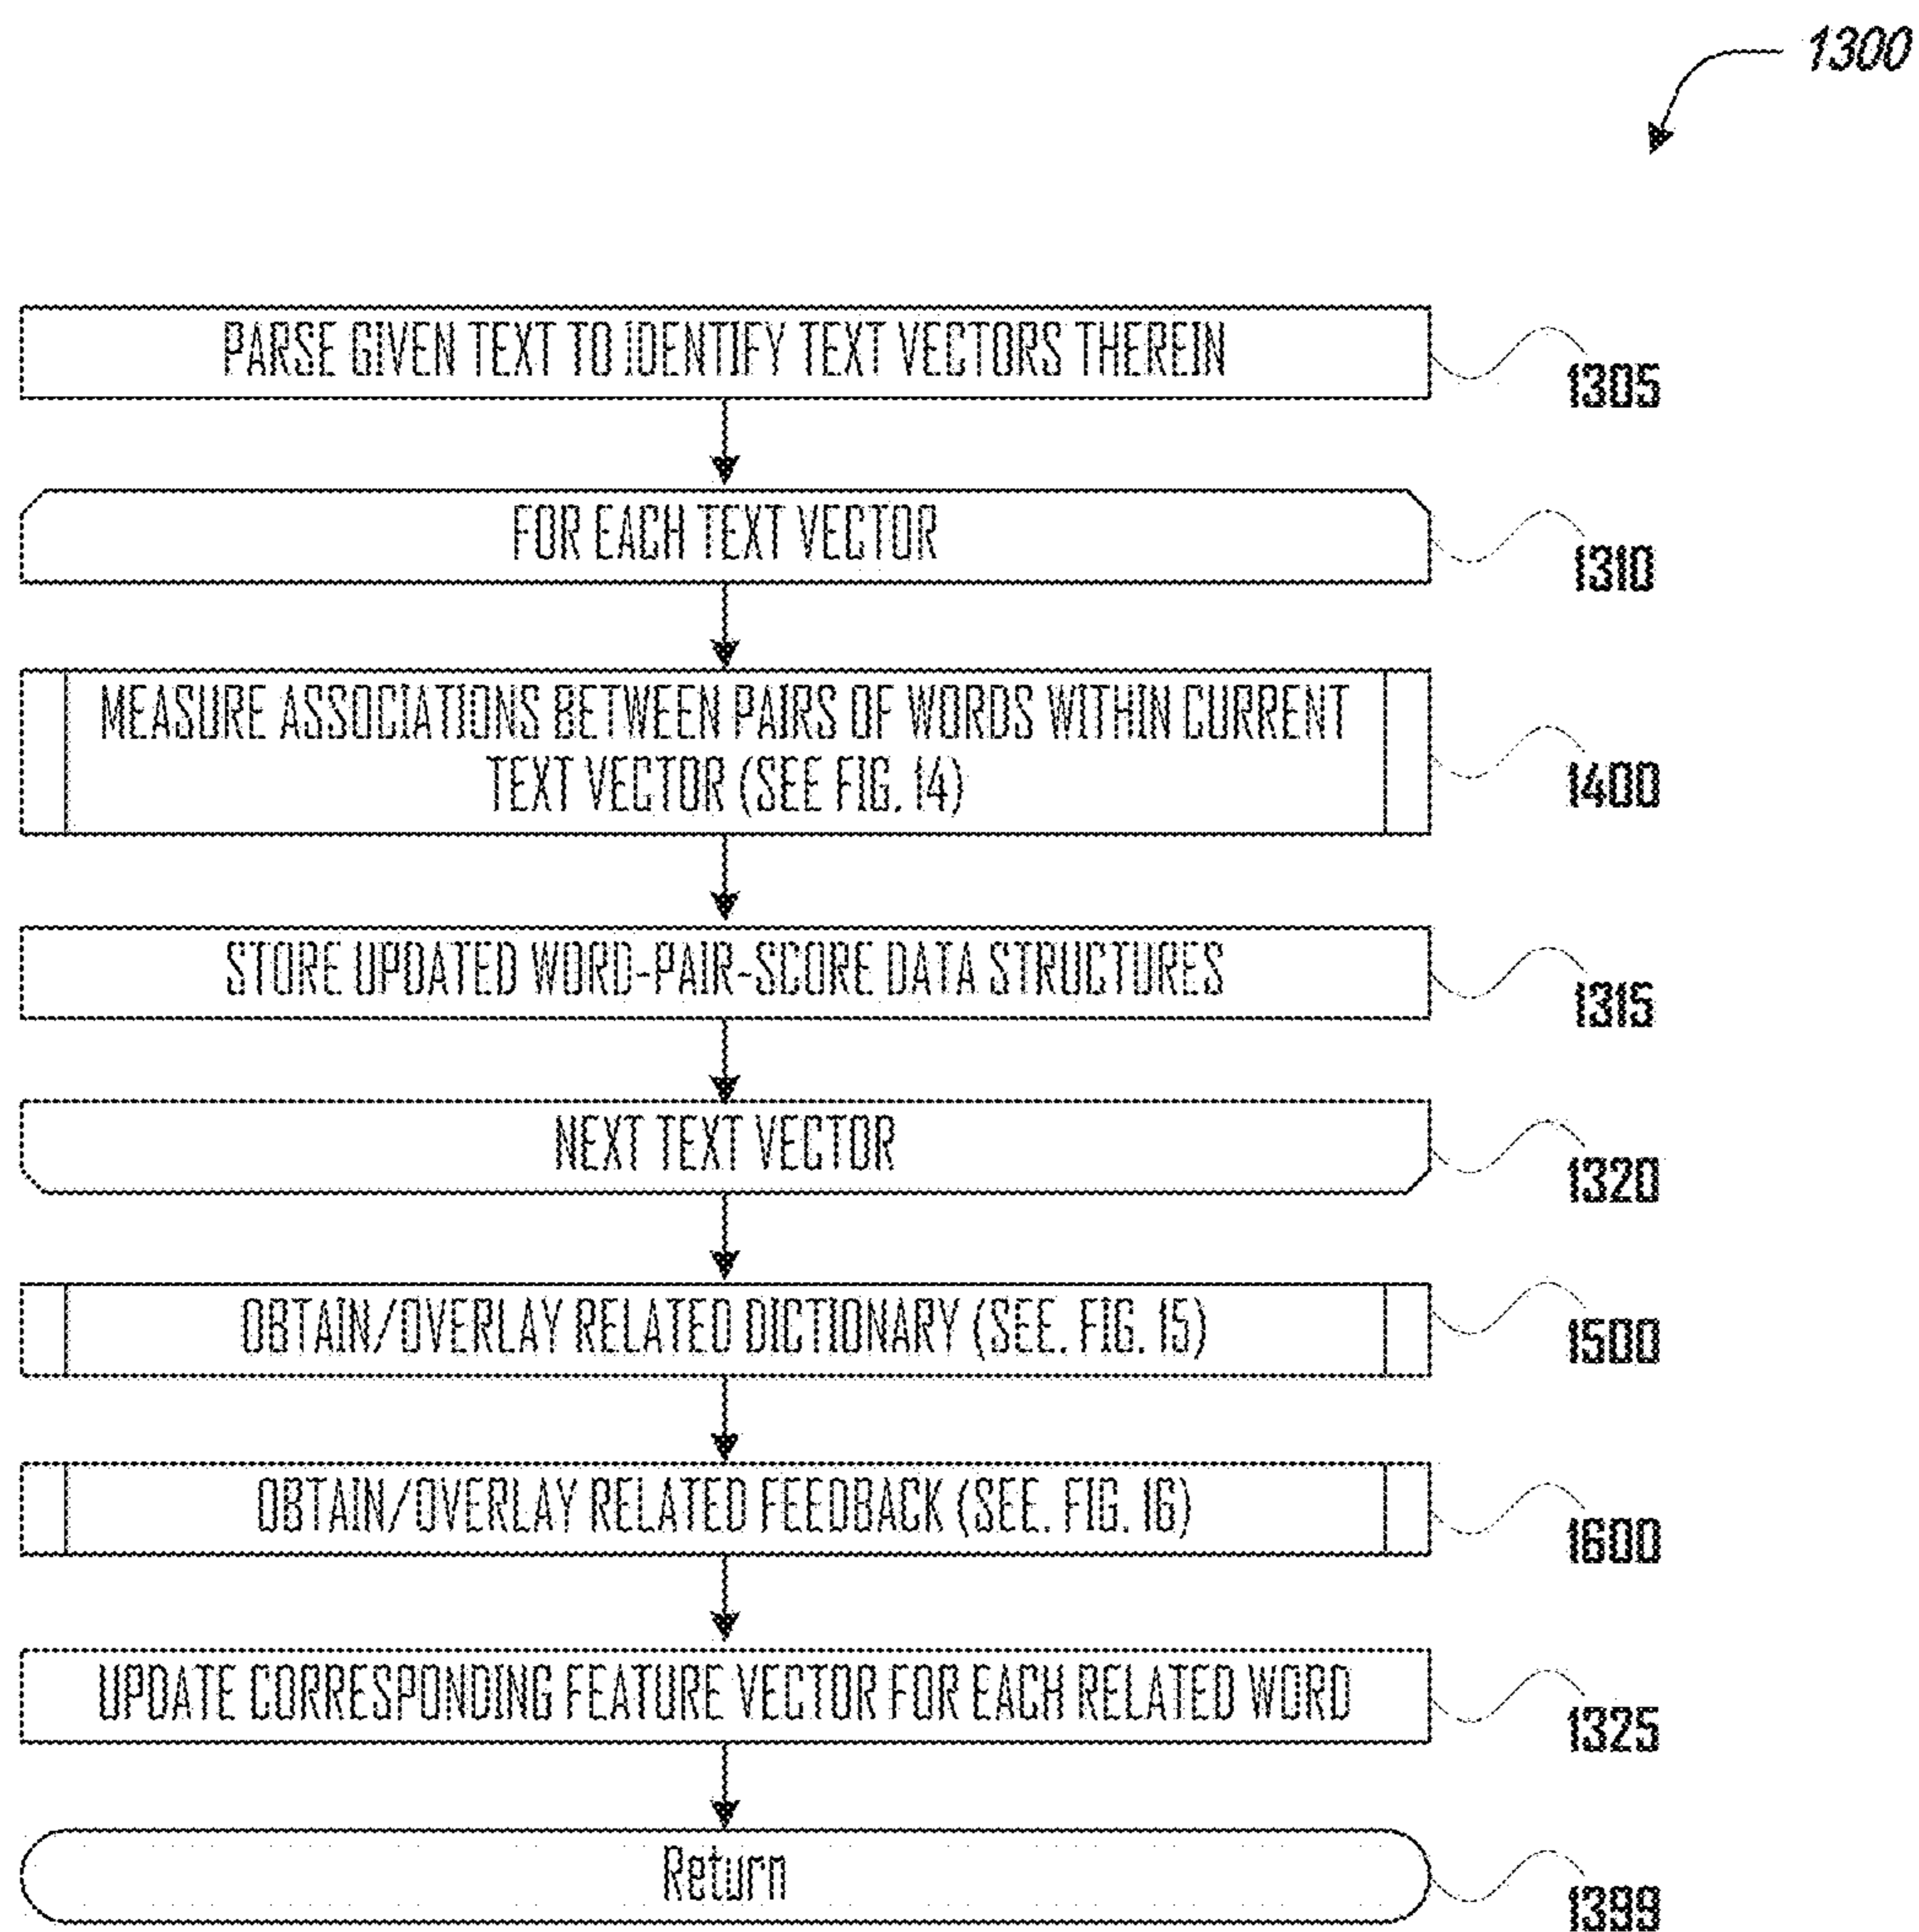 1300
PARSE GIVEN TEXT TO IDENTIFY TEXT VECTORS THEREIN
1305
FOR EACH TEXT VECTOR
1310
MEASURE ASSOCIATIONS BETWEEN PAIRS OF WORDS WITHIN CURRENT
TEXT VECTOR (SEE FIG. 14)
1400
STORE UPDATED WORD-PAIR-SCORE DATA STRUCTURES
1315
NEXT TEXT VECTOR
1320
OBTAIN/OVERLAY RELATED DICTIONARY (SEE. FIG. 15)
1500
OBTAIN/OVERLAY RELATED FEEDBACK (SEE. FIG. 16)
1600
UPDATE CORRESPONDING FEATURE VECTOR FOR EACH RELATED WORD
1325
Return
1399